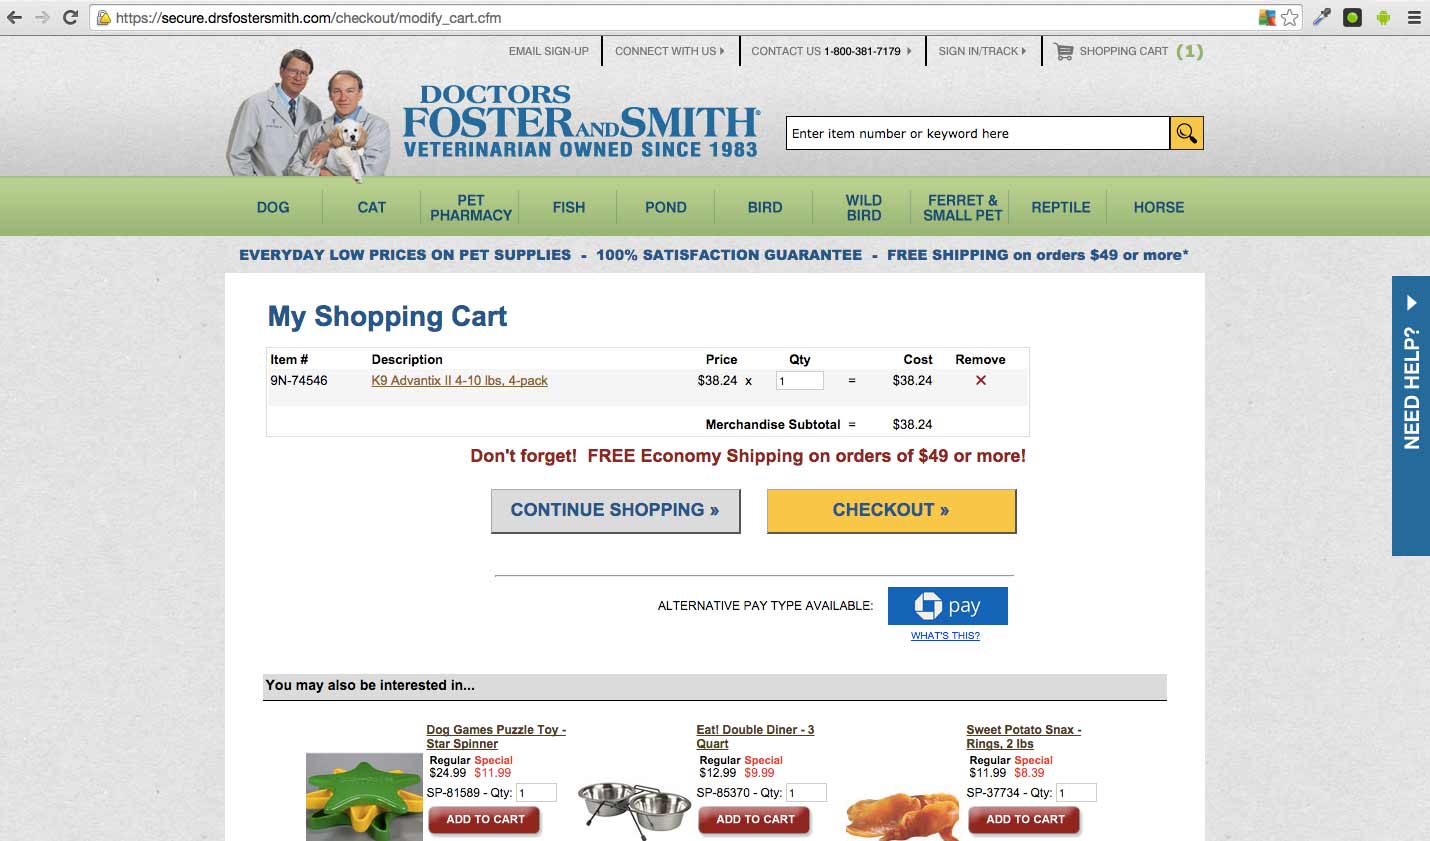 https://secure.drsfostersmith.com/checkout/modify_cart.cfm
EMAIL SIGN-UP
CONNECT WITH US
CONTACT US 1-800-381-7179
SIGN IN/TRACK
SHOPPING CART (1)
DOCTORS
FOSTER AND SMITH®
VETERINARIAN OWNED SINCE 1983
Enter item number or keyword here
DOG
CAT
PET
PHARMACY
FISH
POND
BIRD
WILD
BIRD
FERRET &
SMALL PET
REPTILE
HORSE
EVERYDAY LOW PRICES ON PET SUPPLIES - 100% SATISFACTION GUARANTEE - FREE SHIPPING on orders $49 or more*
NEED HELP?
My Shopping Cart
Item # Description Price Qty Cost Remove
9N-74546 K9 Advantix II 4-10 lbs, 4-pack $38.24 x 1 = $38.24
Merchandise Subtotal = $38.24
Don't forget! FREE Economy Shipping on orders of $49 or more!
CONTINUE SHOPPING »
CHECKOUT »
ALTERNATIVE PAY TYPE AVAILABLE:
pay
WHAT'S THIS?
You may also be interested in...
Dog Games Puzzle Toy -
Star Spinner
Regular Special
$24.99 $11.99
SP-81589 - Qty: 1
ADD TO CART
Eat! Double Diner - 3
Quart
Regular Special
$12.99 $9.99
SP-85370 - Qty: 1
ADD TO CART
Sweet Potato Snax -
Rings, 2 lbs
Regular Special
$11.99 $8.39
SP-37734 - Qty: 1
ADD TO CART